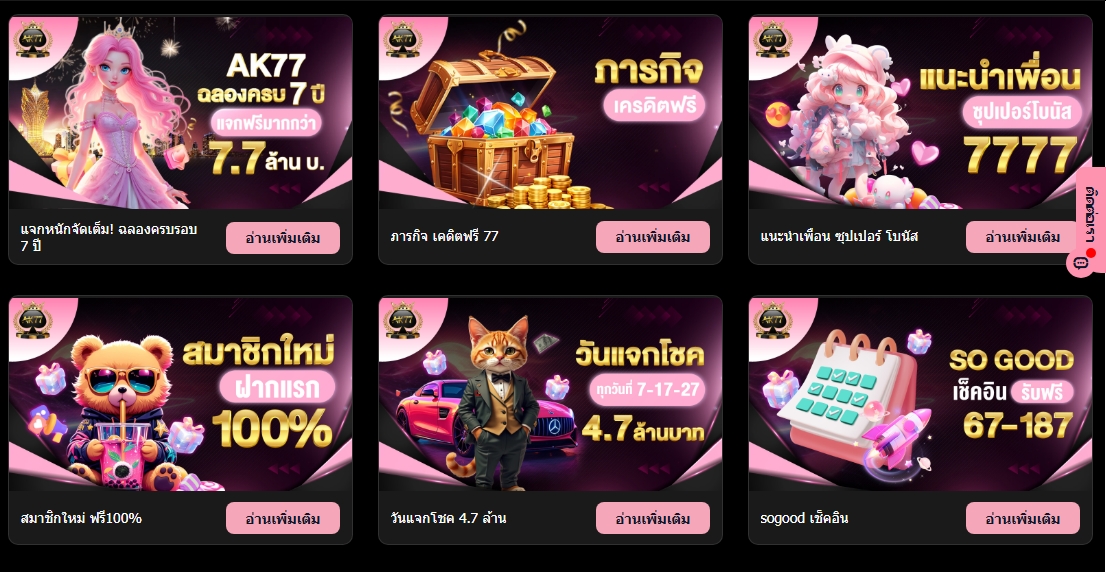 AK77
AK77
ฉลองครบ 7 ปี
แจกฟรีมากกว่า
7.7 ล้าน บ.
แจกหนักจัดเต็ม! ฉลองครบรอบ
7 ปี
อ่านเพิ่มเติม
AK77
ภารกิจ
เครดิตฟรี
ภารกิจ เคดิตฟรี 77
อ่านเพิ่มเติม
AK77
แนะนำเพื่อน
ซุปเปอร์โบนัส
7777
แนะนำเพื่อน ซุปเปอร์ โบนัส
อ่านเพิ่มเติม
ติดต่อเรา
AK77
สมาชิกใหม่
ฝากแรก
100%
สมาชิกใหม่ ฟรี100%
อ่านเพิ่มเติม
AK77
วันแจกโชค
ทุกวันที่ 7-17-27
4.7ล้านบาท
วันแจกโชค 4.7 ล้าน
อ่านเพิ่มเติม
AK77
SO GOOD
เช็คอิน รับฟรี
67-187
sogood เช็คอิน
อ่านเพิ่มเติม